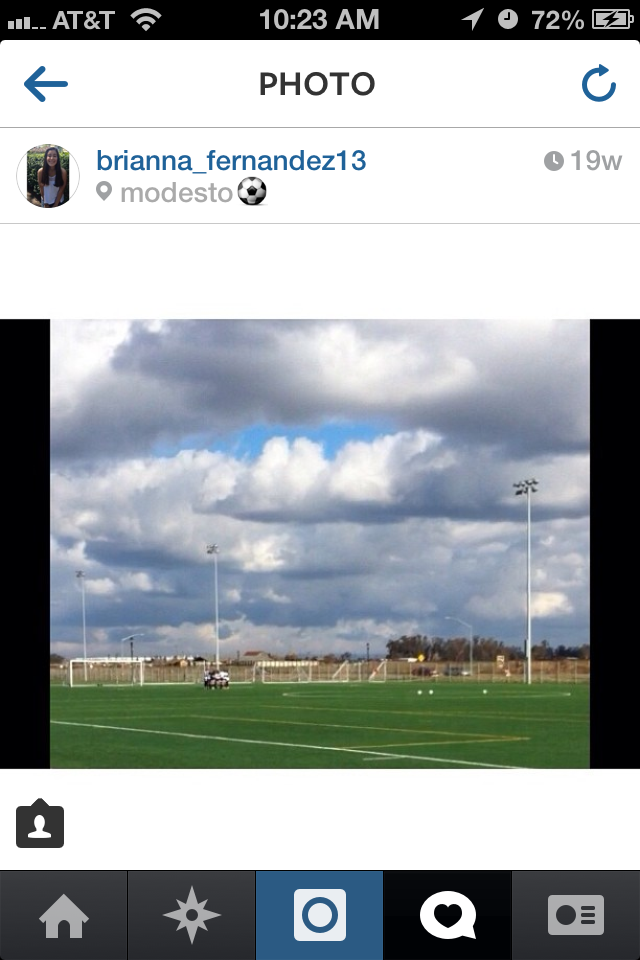 AT&T 10:23 AM 72%
PHOTO
brianna_fernandez13 19w
modesto⚽